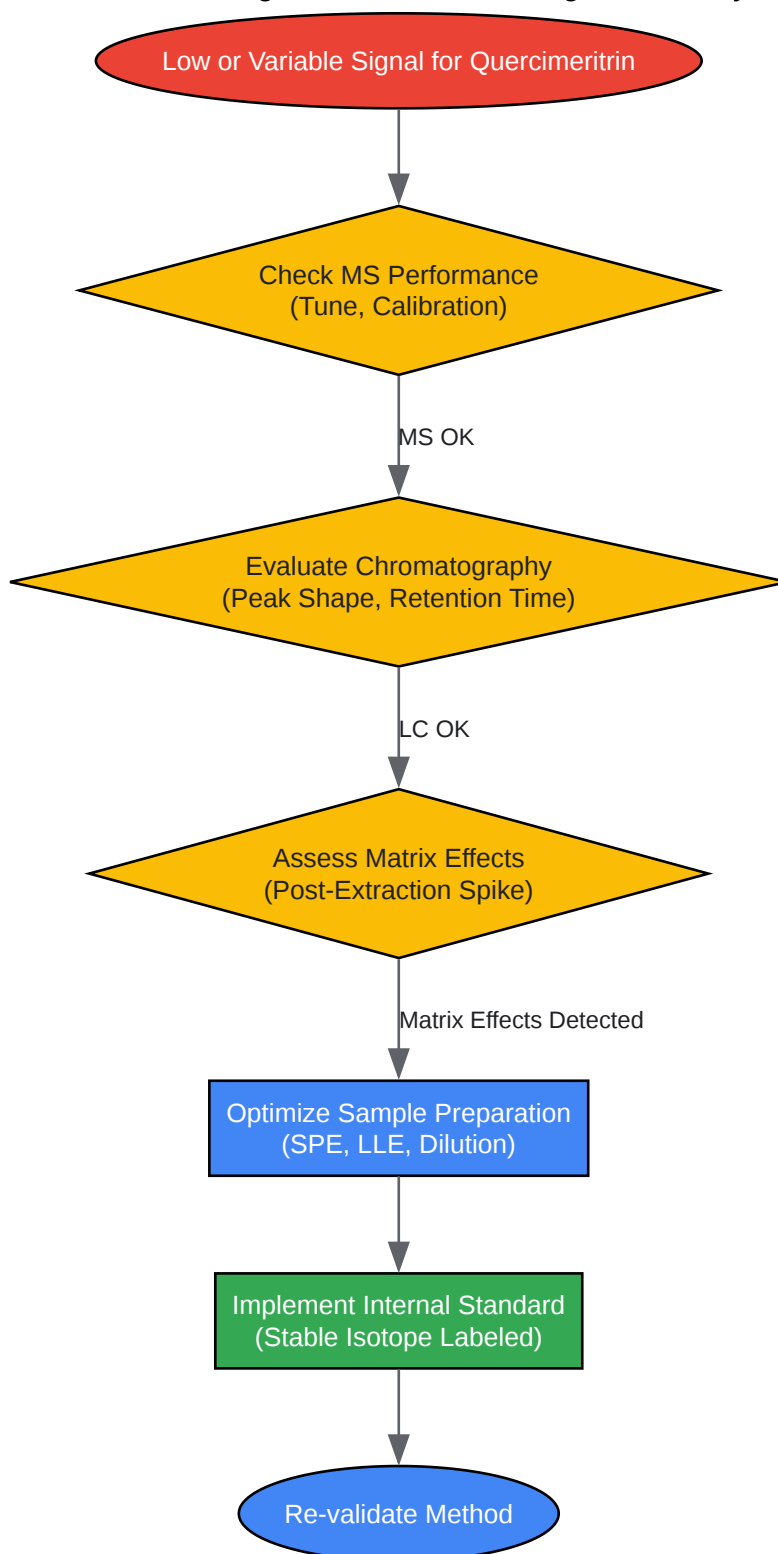 Low or Variable Signal for Quercimeritrin
Check MS Performance
(Tune, Calibration)
MS OK
Evaluate Chromatography
(Peak Shape, Retention Time)
LC OK
Assess Matrix Effects
(Post-Extraction Spike)
Matrix Effects Detected
Optimize Sample Preparation
(SPE, LLE, Dilution)
Implement Internal Standard
(Stable Isotope Labeled)
Re-validate Method